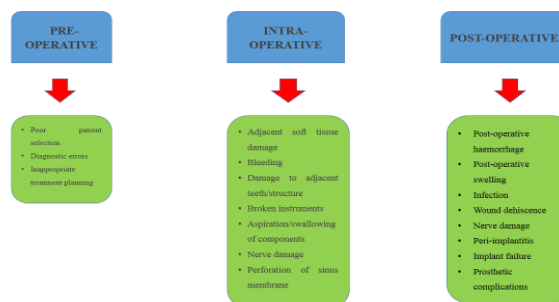 PRE-
OPERATIVE
• Poor patient
selection
• Diagnostic errors
• Inappropriate
treatment planning
INTRA-
OPERATIVE
• Adjacent soft tissue
damage
• Bleeding
• Damage to adjacent
teeth/structure
• Broken instruments
• Aspiration/swallowing
of components
• Nerve damage
• Perforation of sinus
membrane
POST-OPERATIVE
• Post-operative
haemorrhage
• Post-operative
swelling
• Infection
• Wound dehiscence
• Nerve damage
• Peri-implantitis
• Implant failure
• Prosthetic
complications